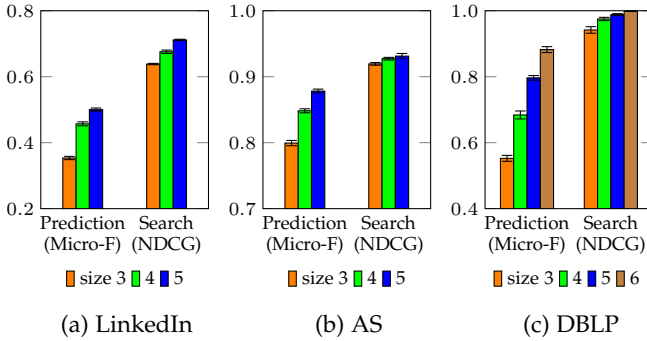 0.8
0.6
0.4
0.2
Prediction
(Micro-F)
Search
(NDCG)
size 3 4 5
(a) LinkedIn
1.0
0.9
0.8
0.7
Prediction
(Micro-F)
Search
(NDCG)
size 3 4 5
(b) AS
1.0
0.8
0.6
0.4
Prediction
(Micro-F)
Search
(NDCG)
size 3 4 5 6
(c) DBLP